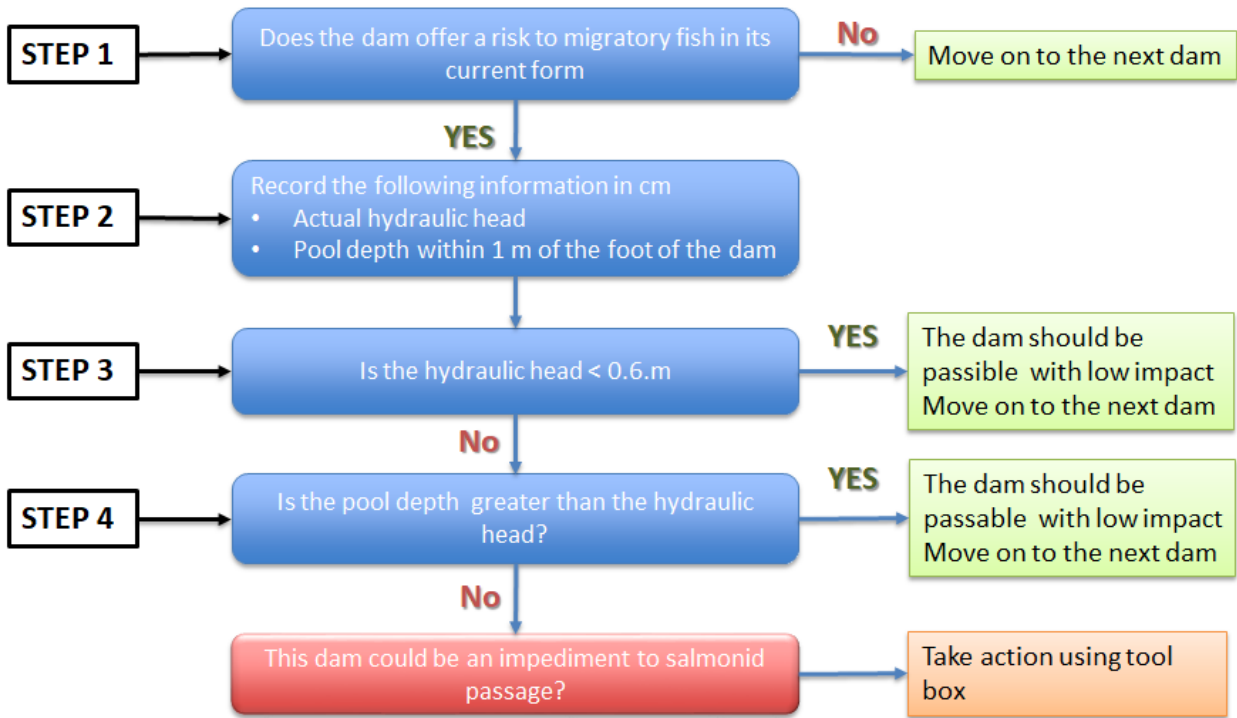 STEP 1
Does the dam offer a risk to migratory fish in its
current form
No
Move on to the next dam
YES
STEP 2
Record the following information in cm
• Actual hydraulic head
• Pool depth within 1 m of the foot of the dam
STEP 3
Is the hydraulic head < 0.6.m
YES
The dam should be
passible with low impact
Move on to the next dam
No
STEP 4
Is the pool depth greater than the hydraulic
head?
YES
The dam should be
passable with low impact
Move on to the next dam
No
This dam could be an impediment to salmonid
passage?
Take action using tool
box